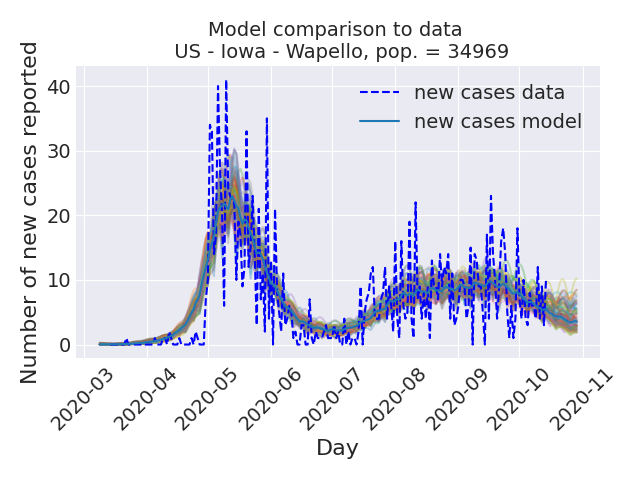 Model comparison to data
US - Iowa - Wapello, pop. = 34969
Number of new cases reported
40
30
20
10
0
new cases data
new cases model
2020-03
2020-04
2020-05
2020-06
2020-07
2020-08
2020-09
2020-10
2020-11
Day